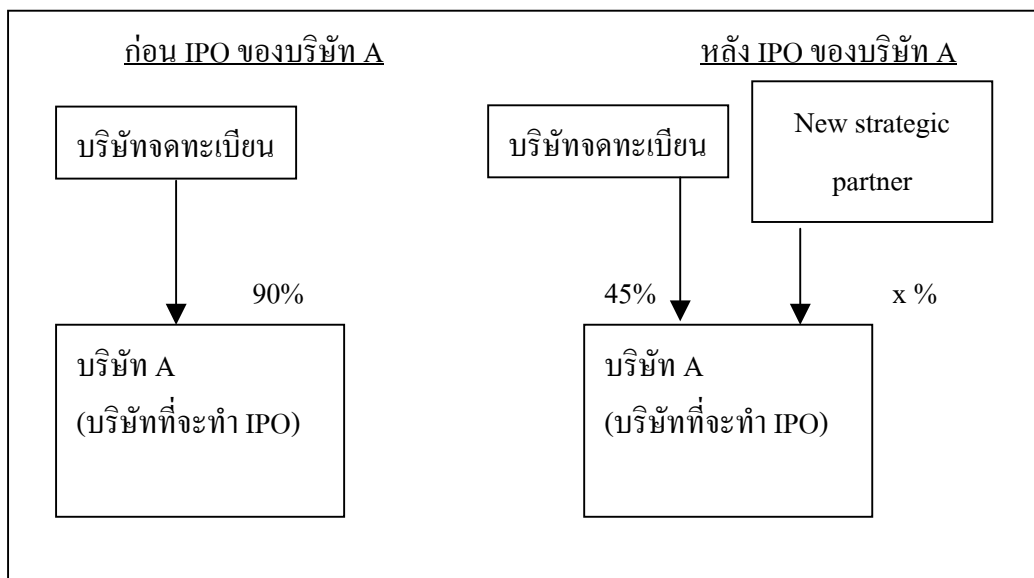 ก่อน IPO ของบริษัท A
บริษัทจดทะเบียน
90%
บริษัท A
(บริษัทที่จะทำ IPO)
หลัง IPO ของบริษัท A
บริษัทจดทะเบียน
New strategic
partner
45%
x %
บริษัท A
(บริษัทที่จะทำ IPO)